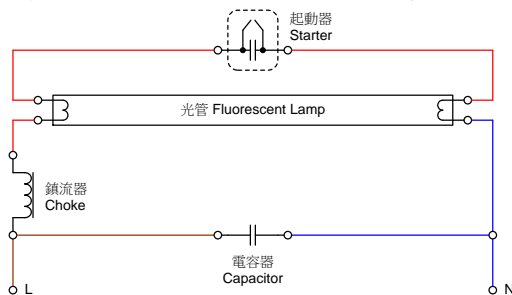 起動器
Starter
光管 Fluorescent Lamp
鎮流器
Choke
電容器
Capacitor
L
N